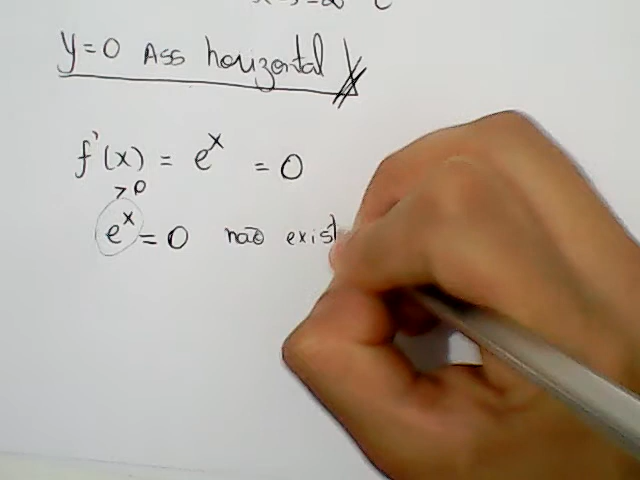 y=0 Ass horizontal
f'(x) = e^x = 0
>0
e^x = 0 não exist